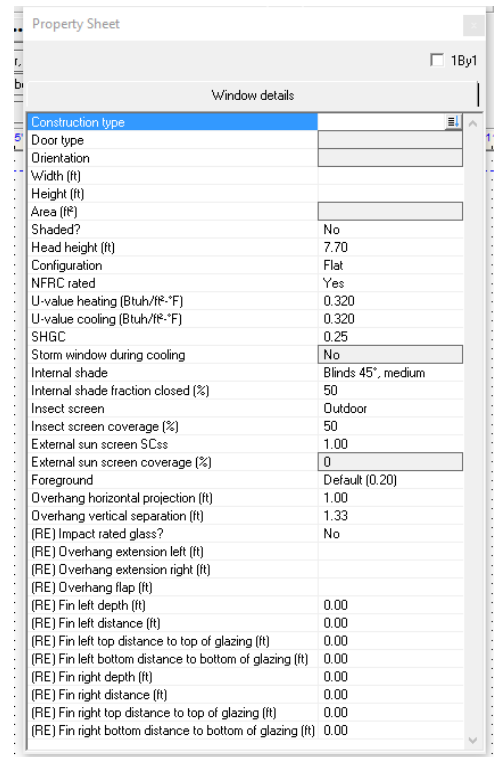 Property Sheet
1By1
Window details
Construction type
Door type
Orientation
Width (ft)
Height (ft)
Area (ft²)
Shaded? No
Head height (ft) 7.70
Configuration Flat
NFRC rated Yes
U-value heating (Btuh/ft²-°F) 0.320
U-value cooling (Btuh/ft²-°F) 0.320
SHGC 0.25
Storm window during cooling No
Internal shade Blinds 45°, medium
Internal shade fraction closed (%) 50
Insect screen Outdoor
Insect screen coverage (%) 50
External sun screen SCss 1.00
External sun screen coverage (%) 0
Foreground Default (0.20)
Overhang horizontal projection (ft) 1.00
Overhang vertical separation (ft) 1.33
(RE) Impact rated glass? No
(RE) Overhang extension left (ft)
(RE) Overhang extension right (ft)
(RE) Overhang flap (ft)
(RE) Fin left depth (ft) 0.00
(RE) Fin left distance (ft) 0.00
(RE) Fin left top distance to top of glazing (ft) 0.00
(RE) Fin left bottom distance to bottom of glazing (ft) 0.00
(RE) Fin right depth (ft) 0.00
(RE) Fin right distance (ft) 0.00
(RE) Fin right top distance to top of glazing (ft) 0.00
(RE) Fin right bottom distance to bottom of glazing (ft) 0.00